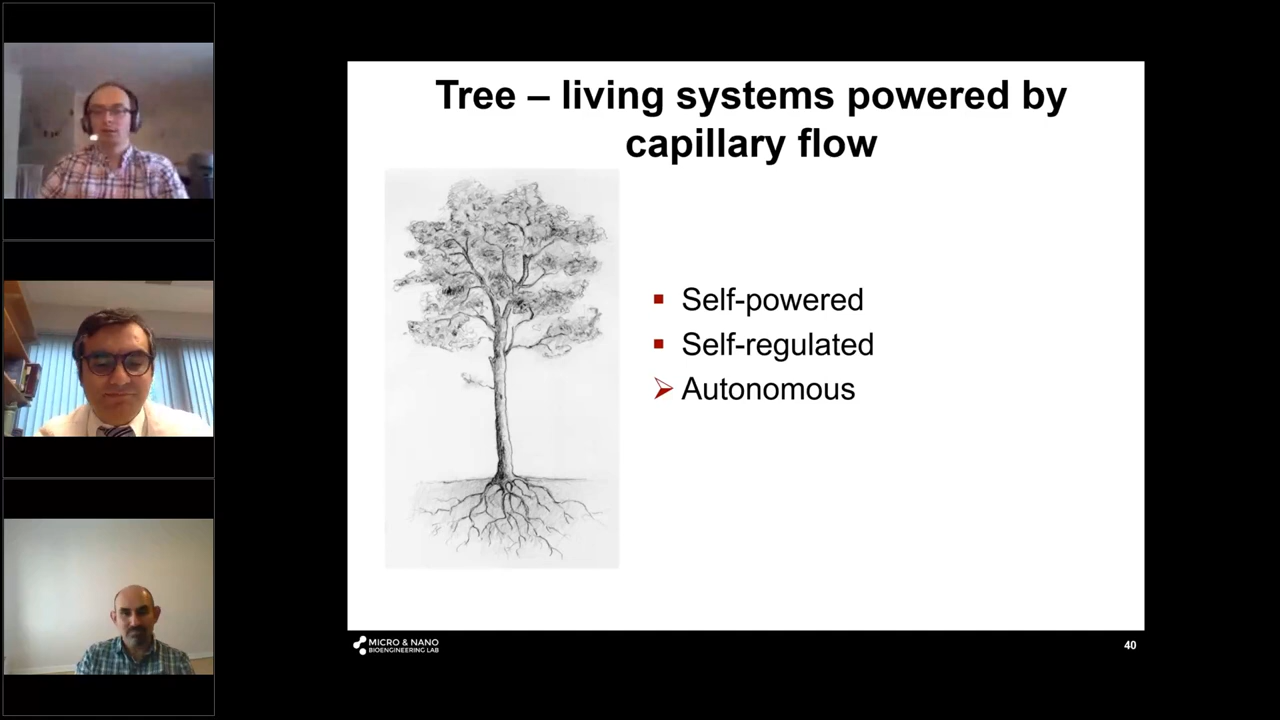 Tree – living systems powered by
capillary flow
Self-powered
Self-regulated
Autonomous
MICRO & NANO
BIOENGINEERING LAB
40